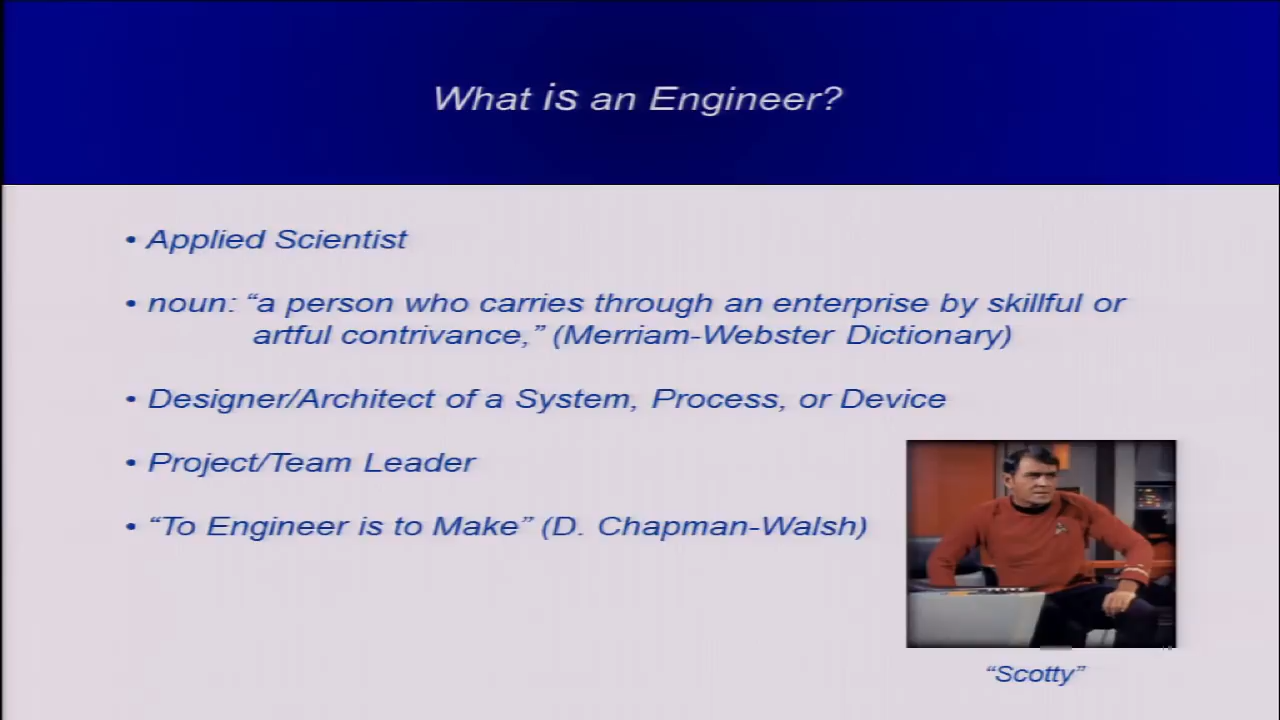 What is an Engineer?
• Applied Scientist
• noun: “a person who carries through an enterprise by skillful or
artful contrivance,” (Merriam-Webster Dictionary)
• Designer/Architect of a System, Process, or Device
• Project/Team Leader
• “To Engineer is to Make” (D. Chapman-Walsh)
“Scotty”